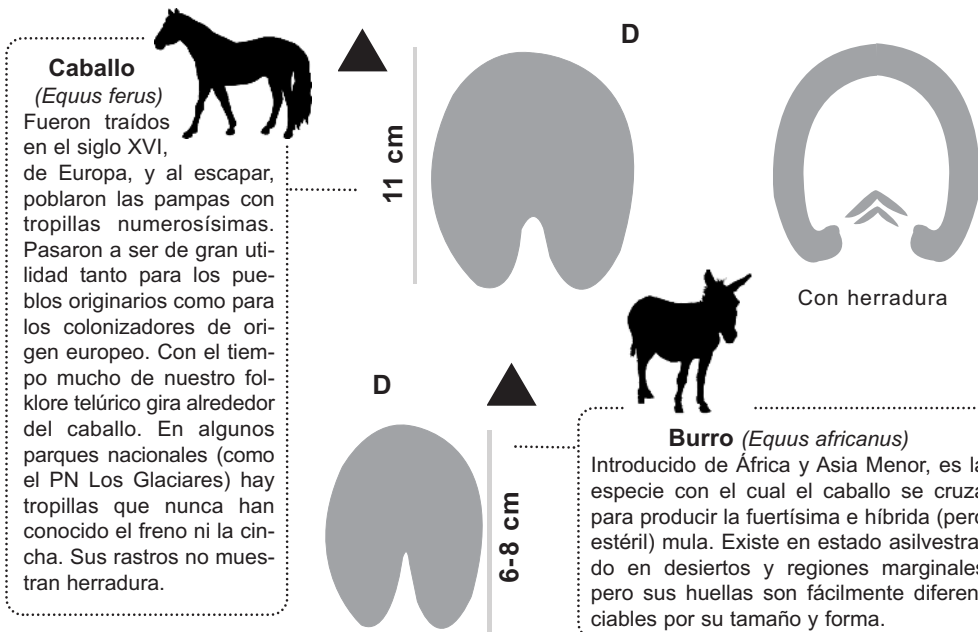 Caballo
(Equus ferus)
Fueron traídos
en el siglo XVI,
de Europa, y al escapar,
poblaron las pampas con
tropillas numerosísimas.
Pasaron a ser de gran uti-
lidad tanto para los pue-
blos originarios como para
los colonizadores de ori-
gen europeo. Con el tiem-
po mucho de nuestro fol-
klore telúrico gira alrededor
del caballo. En algunos
parques nacionales (como
el PN Los Glaciares) hay
tropillas que nunca han
conocido el freno ni la cin-
cha. Sus rastros no mues-
tran herradura.
11 cm
D
Con herradura
D
6-8 cm
Burro (Equus africanus)
Introducido de África y Asia Menor, es la
especie con el cual el caballo se cruza
para producir la fuertísima e híbrida (pero
estéril) mula. Existe en estado asilvestra
do en desiertos y regiones marginales
pero sus huellas son fácilmente diferen
ciables por su tamaño y forma.